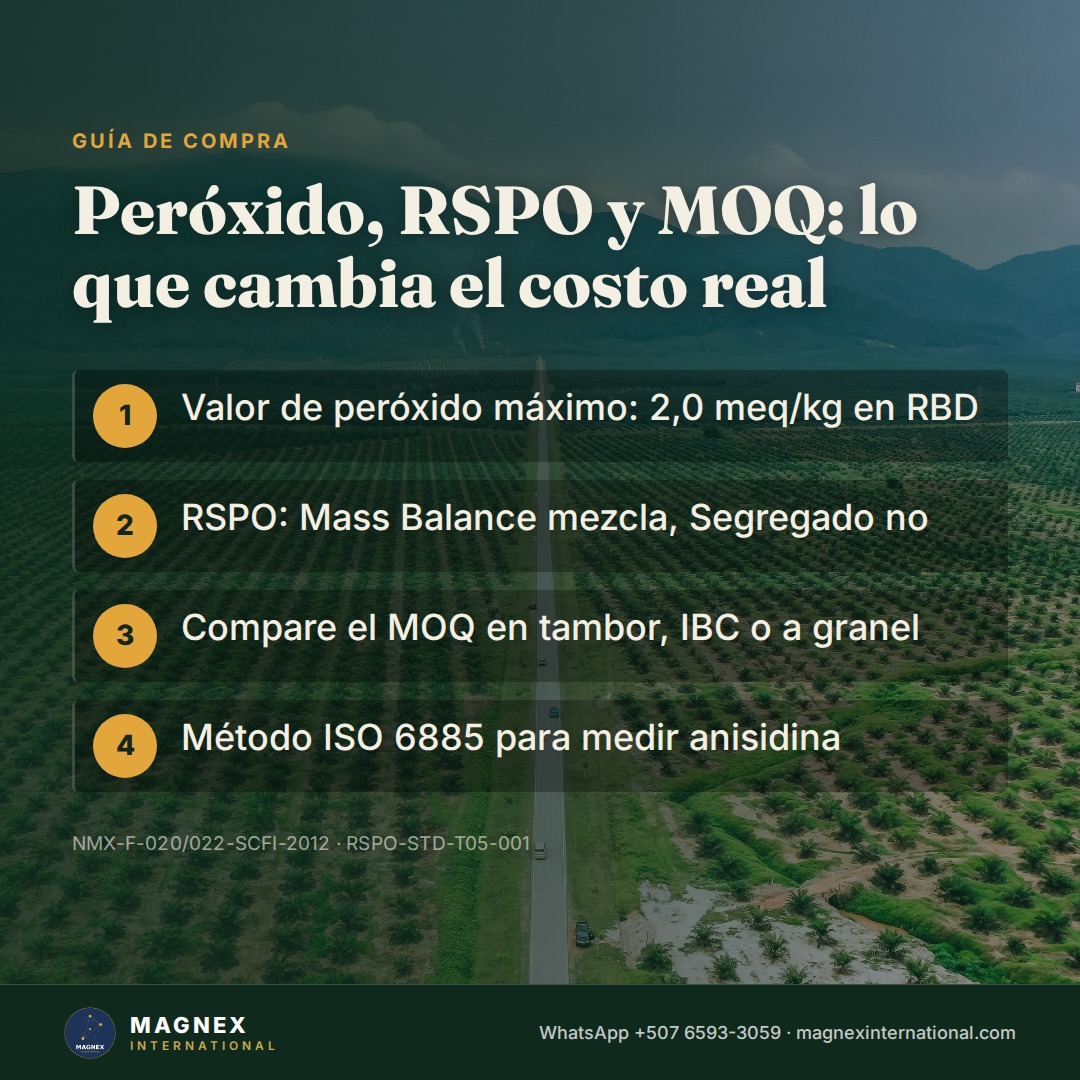 GUÍA DE COMPRA
Peróxido, RSPO y MOQ: lo
que cambia el costo real
1 Valor de peróxido máximo: 2,0 meq/kg en RBD
2 RSPO: Mass Balance mezcla, Segregado no
3 Compare el MOQ en tambor, IBC o a granel
4 Método ISO 6885 para medir anisidina
NMX-F-020/022-SCFI-2012 · RSPO-STD-T05-001
MAGNEX
MAGNEX
INTERNATIONAL
WhatsApp +507 6593-3059 · magnexinternational.com